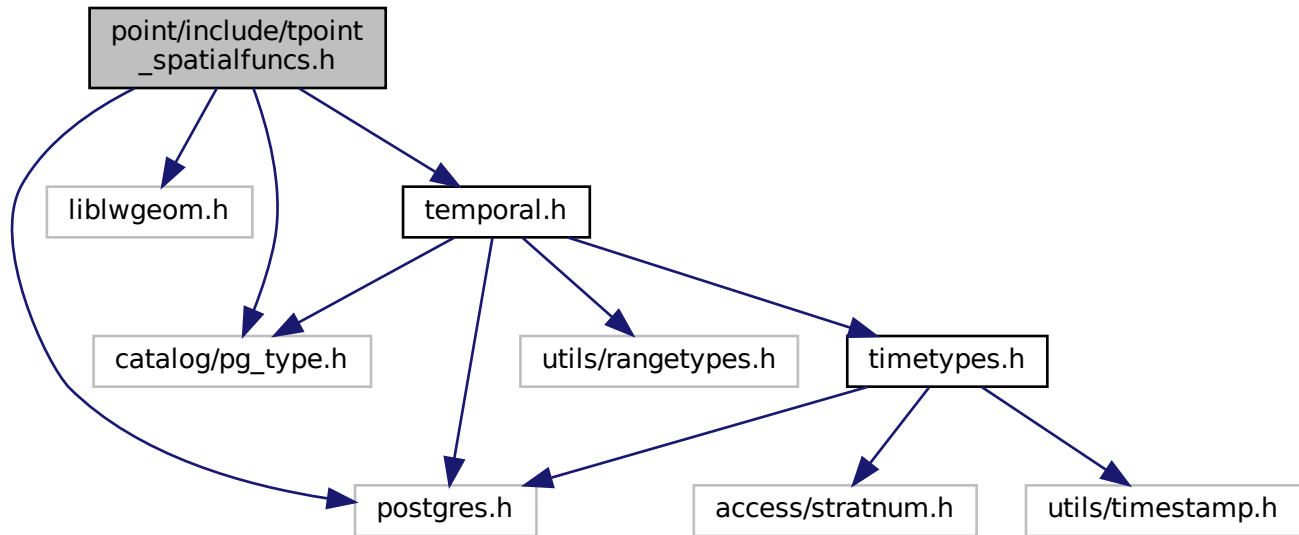 point/include/tpoint
_spatialfuncs.h
liblwgeom.h
temporal.h
catalog/pg_type.h
utils/rangetypes.h
timetypes.h
postgres.h
access/stratnum.h
utils/timestamp.h